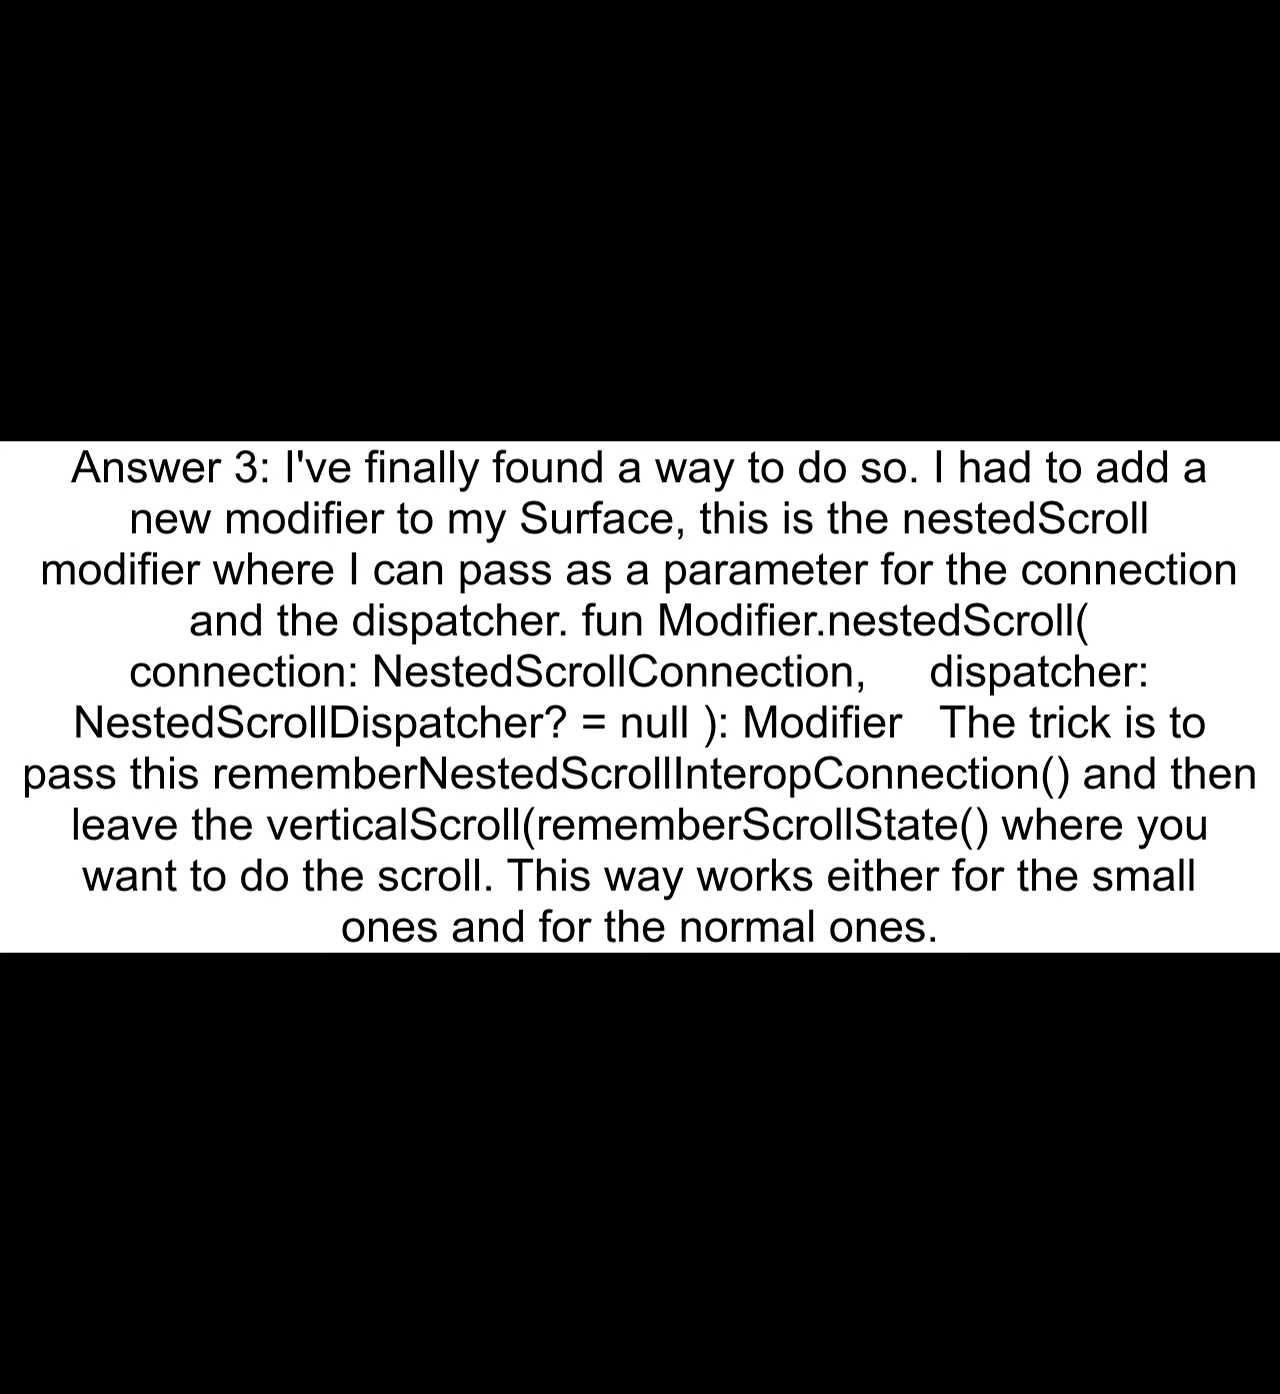 Answer 3: I've finally found a way to do so. I had to add a
new modifier to my Surface, this is the nestedScroll
modifier where I can pass as a parameter for the connection
and the dispatcher. fun Modifier.nestedScroll(
connection: NestedScrollConnection,     dispatcher:
NestedScrollDispatcher? = null ): Modifier   The trick is to
pass this rememberNestedScrollInteropConnection() and then
leave the verticalScroll(rememberScrollState() where you
want to do the scroll. This way works either for the small
ones and for the normal ones.